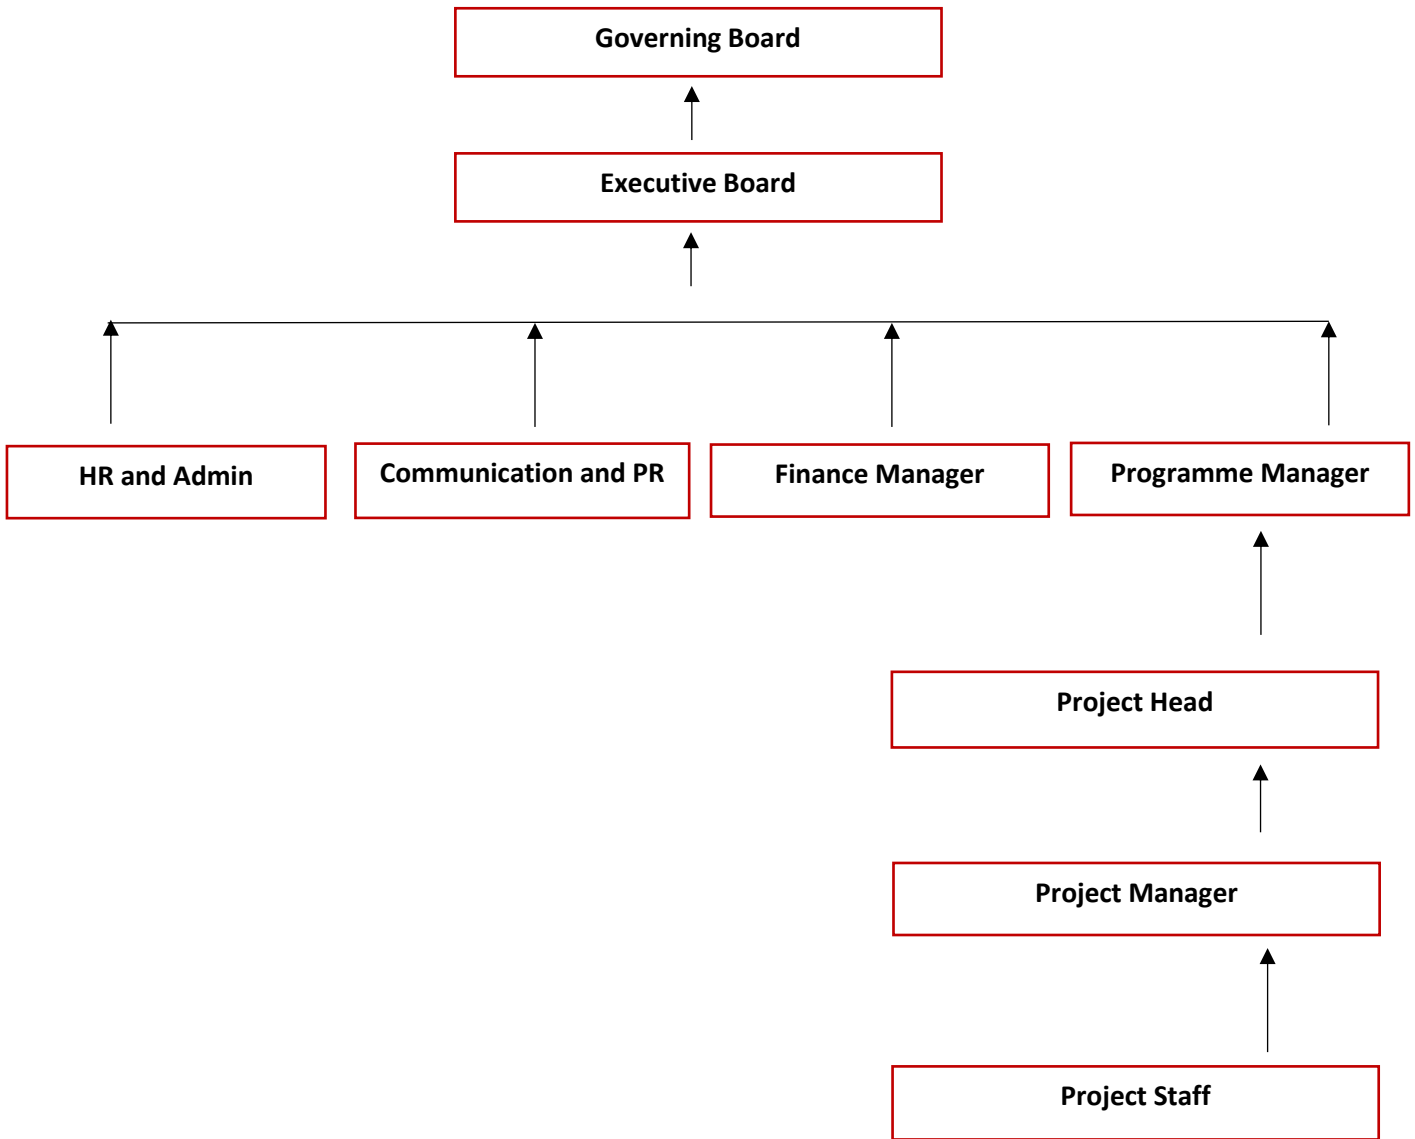 Governing Board
Executive Board
HR and Admin
Communication and PR
Finance Manager
Programme Manager
Project Head
Project Manager
Project Staff